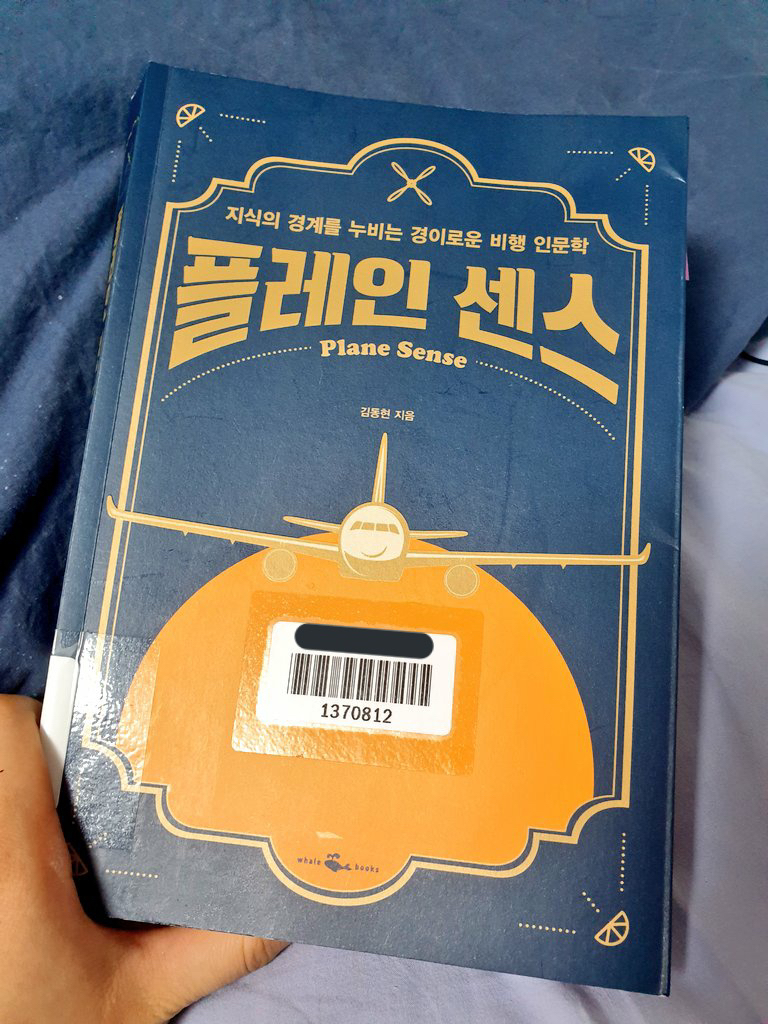 지식의 경계를 누비는 경이로운 비행 인문학
플레인 센스
Plane Sense
김동현 지음
1370812
whale books